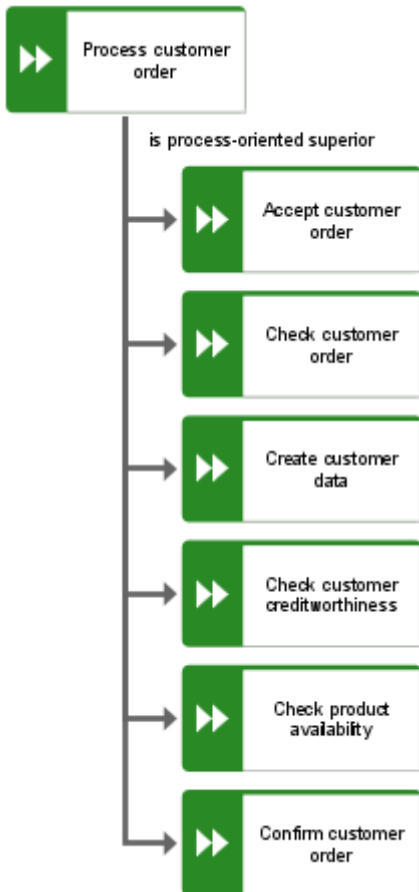 Process customer
order
is process-oriented superior
Accept customer
order
Check customer
order
Create customer
data
Check customer
creditworthiness
Check product
availability
Confirm customer
order